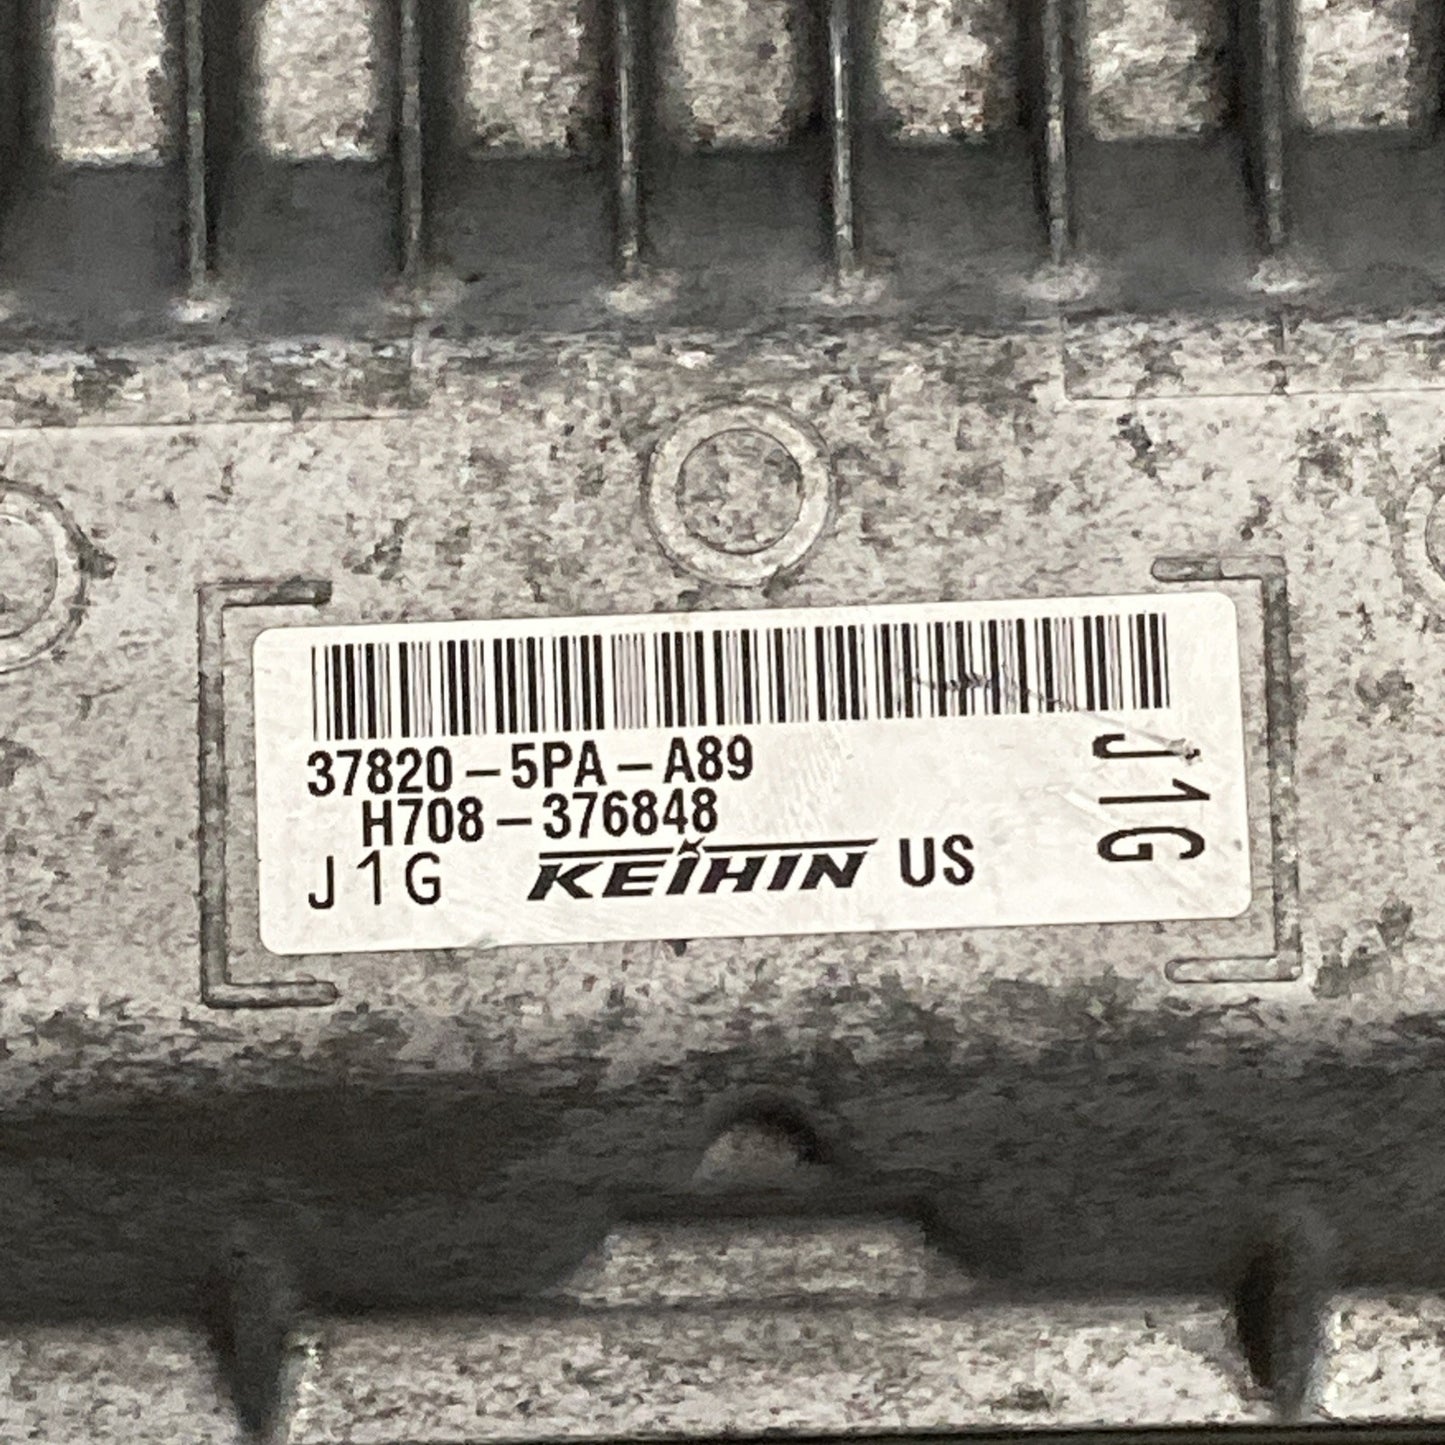 37820-5PA-A89
H708-376848
J1G KEIHIN US
J1G